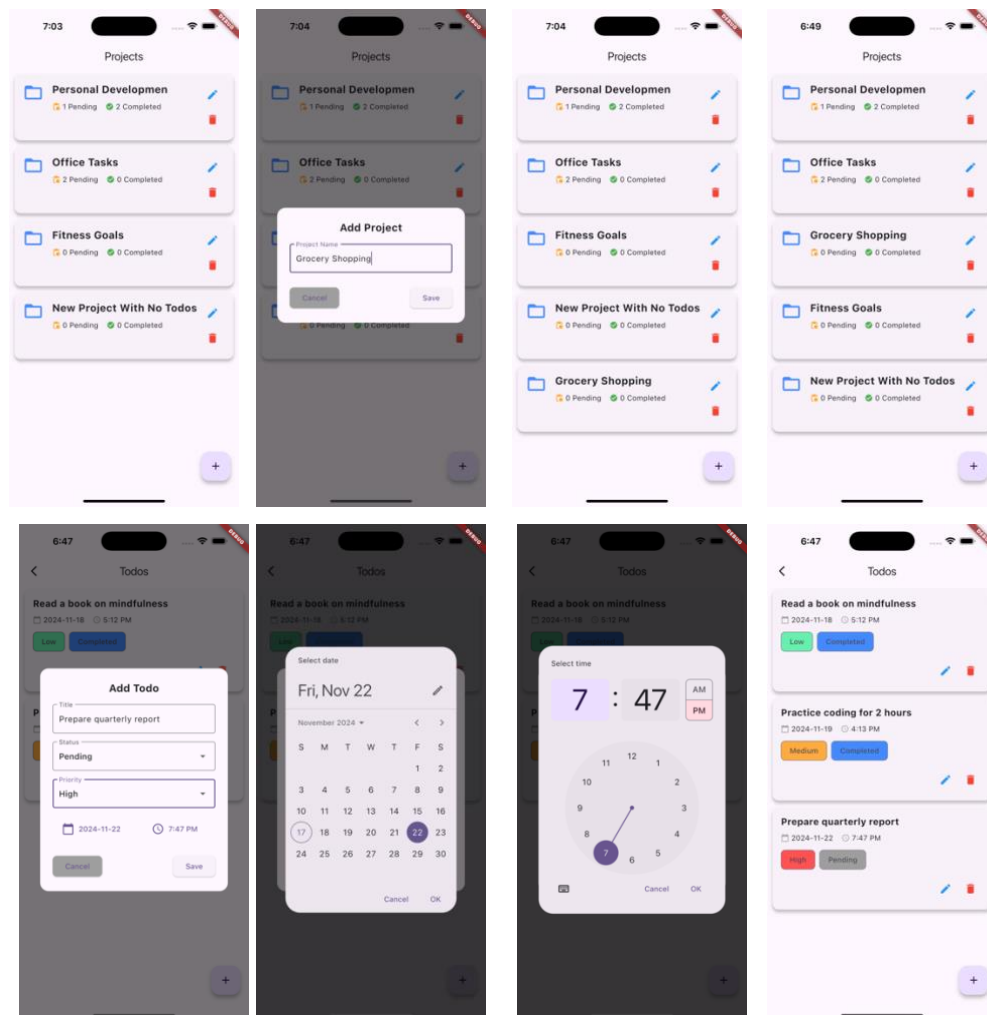 7:03
DEBUG
Projects
Personal Developmen
1 Pending 2 Completed
Office Tasks
2 Pending 0 Completed
Fitness Goals
0 Pending 0 Completed
New Project With No Todos
0 Pending 0 Completed
+
7:04
DEBUG
Projects
Personal Developmen
1 Pending 2 Completed
Office Tasks
2 Pending 0 Completed
Add Project
Project Name
Grocery Shopping
Cancel Save
0 Pending 0 Completed
+
7:04
DEBUG
Projects
Personal Developmen
1 Pending 2 Completed
Office Tasks
2 Pending 0 Completed
Fitness Goals
0 Pending 0 Completed
New Project With No Todos
0 Pending 0 Completed
Grocery Shopping
0 Pending 0 Completed
+
6:49
DEBUG
Projects
Personal Developmen
1 Pending 2 Completed
Office Tasks
2 Pending 0 Completed
Grocery Shopping
0 Pending 0 Completed
Fitness Goals
0 Pending 0 Completed
New Project With No Todos
0 Pending 0 Completed
+
6:47
DEBUG
Todos
Read a book on mindfulness
2024-11-18 5:12 PM
Low Completed
P
Add Todo
Title
Prepare quarterly report
Status
Pending
Priority
High
2024-11-22 7:47 PM
Cancel Save
+
6:47
DEBUG
Todos
Read a book on mindfulness
2024-11-18 5:12 PM
Select date
Fri, Nov 22
November 2024
S M T W T F S
1 2
3 4 5 6 7 8 9
10 11 12 13 14 15 16
17 18 19 20 21 22 23
24 25 26 27 28 29 30
Cancel OK
+
6:47
DEBUG
Todos
Read a book on mindfulness
2024-11-18 5:12 PM
Select time
7 : 47 AM
PM
12
11 1
10 2
9 3
8 4
7 6 5
Cancel OK
+
6:47
DEBUG
Todos
Read a book on mindfulness
2024-11-18 5:12 PM
Low Completed
Practice coding for 2 hours
2024-11-19 4:13 PM
Medium Completed
Prepare quarterly report
2024-11-22 7:47 PM
High Pending
+